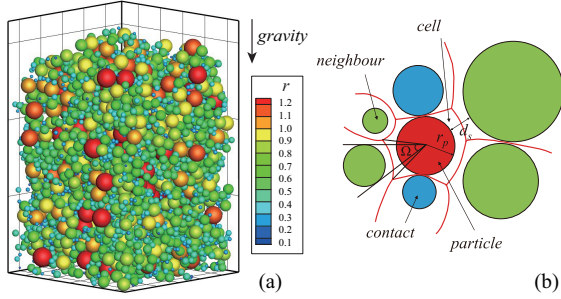 gravity
r
1.2
1.1
1.0
0.9
0.8
0.7
0.6
0.5
0.4
0.3
0.2
0.1
(a)
cell
neighbour
d_s
r_p
Ω
contact
particle
(b)